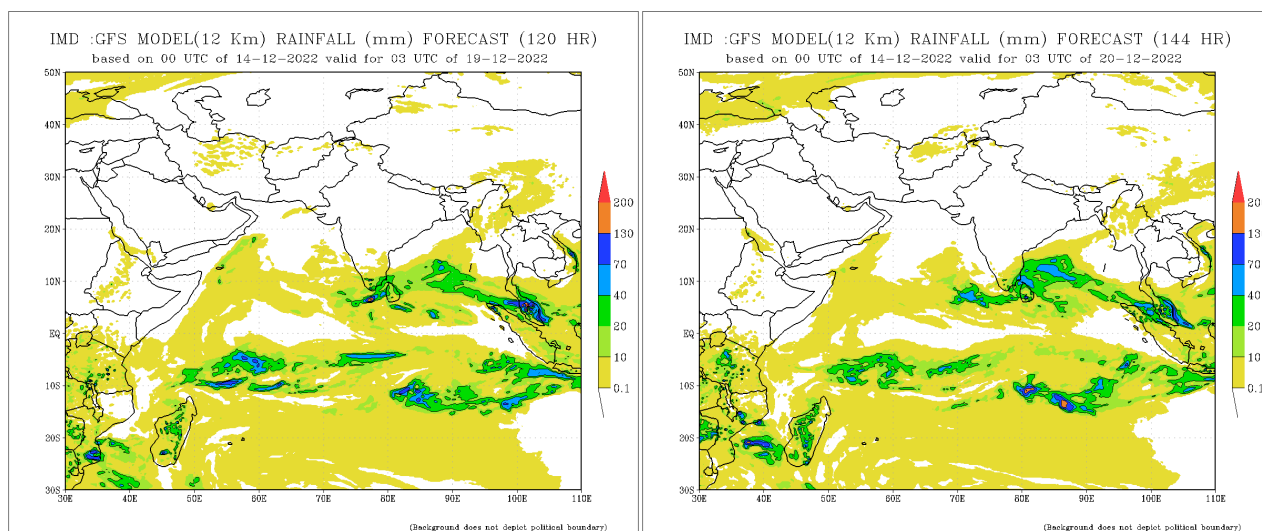 IMD :GFS MODEL(12 Km) RAINFALL (mm) FORECAST (120 HR)
based on 00 UTC of 14-12-2022 valid for 03 UTC of 19-12-2022
50N
40N
30N
20N
10N
EQ
10S
20S
30S
30E
40E
50E
60E
70E
80E
90E
100E
110E
200
130
70
40
20
10
0.1
(Background does not depict political boundary)
IMD :GFS MODEL(12 Km) RAINFALL (mm) FORECAST (144 HR)
based on 00 UTC of 14-12-2022 valid for 03 UTC of 20-12-2022
50N
40N
30N
20N
10N
EQ
10S
20S
30S
30E
40E
50E
60E
70E
80E
90E
100E
110E
20
13
70
40
20
10
0.1
(Background does not depict political boundary)